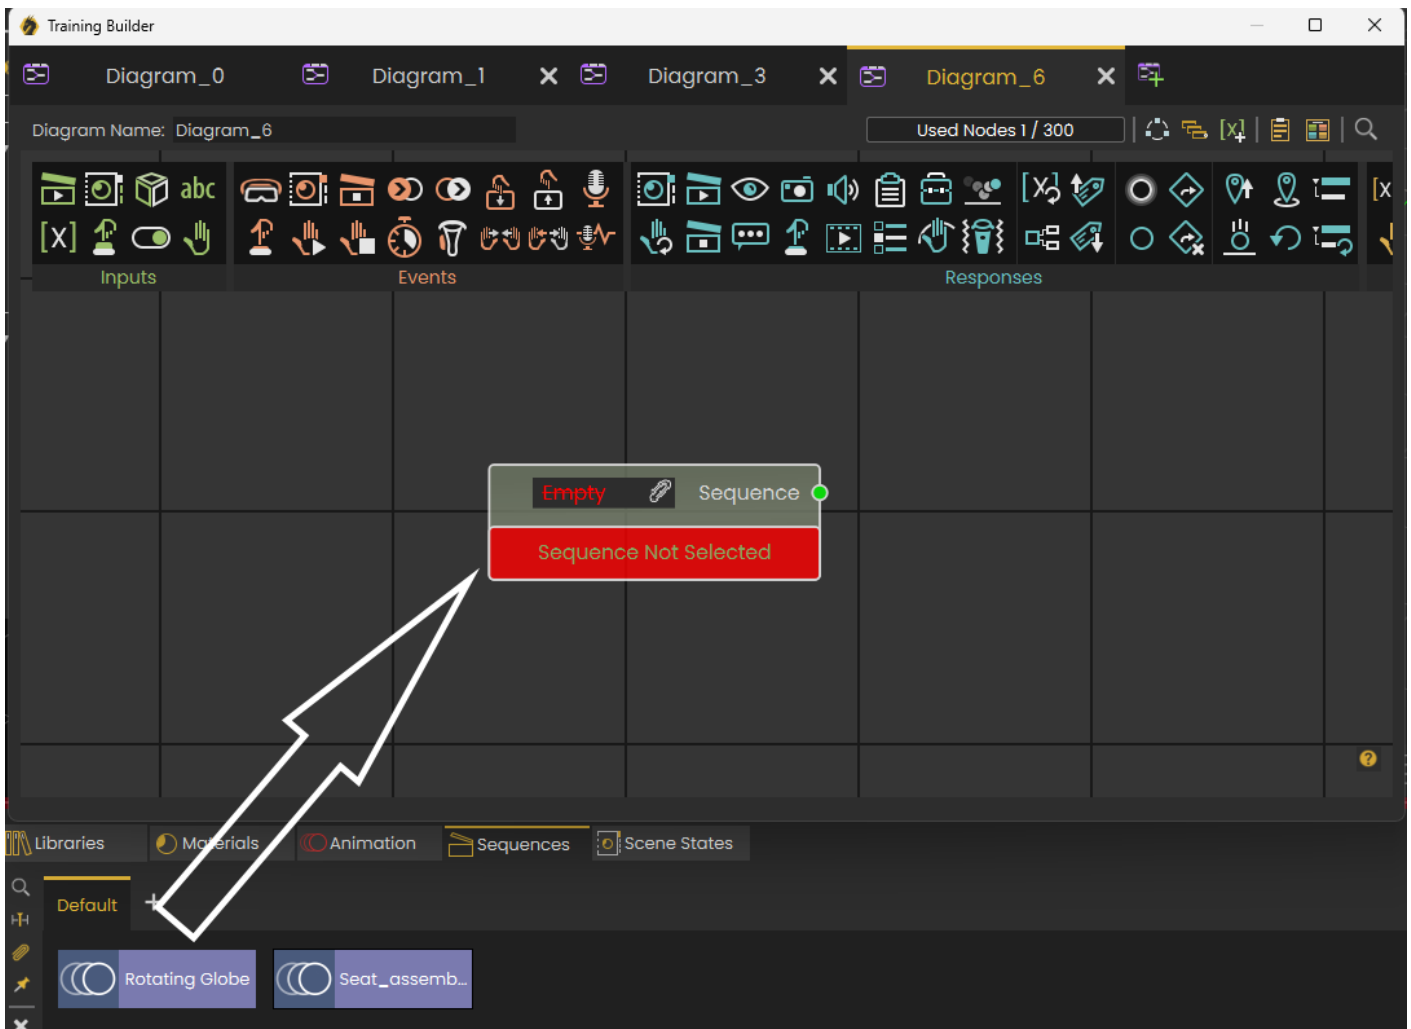 Training Builder
Diagram_0
Diagram_1
Diagram_3
Diagram_6
Diagram Name: Diagram_6
Used Nodes 1 / 300
abc
[x]
Inputs
Events
Responses
Empty
Sequence
Sequence Not Selected
Libraries
Materials
Animation
Sequences
Scene States
Default
Rotating Globe
Seat_assemb...